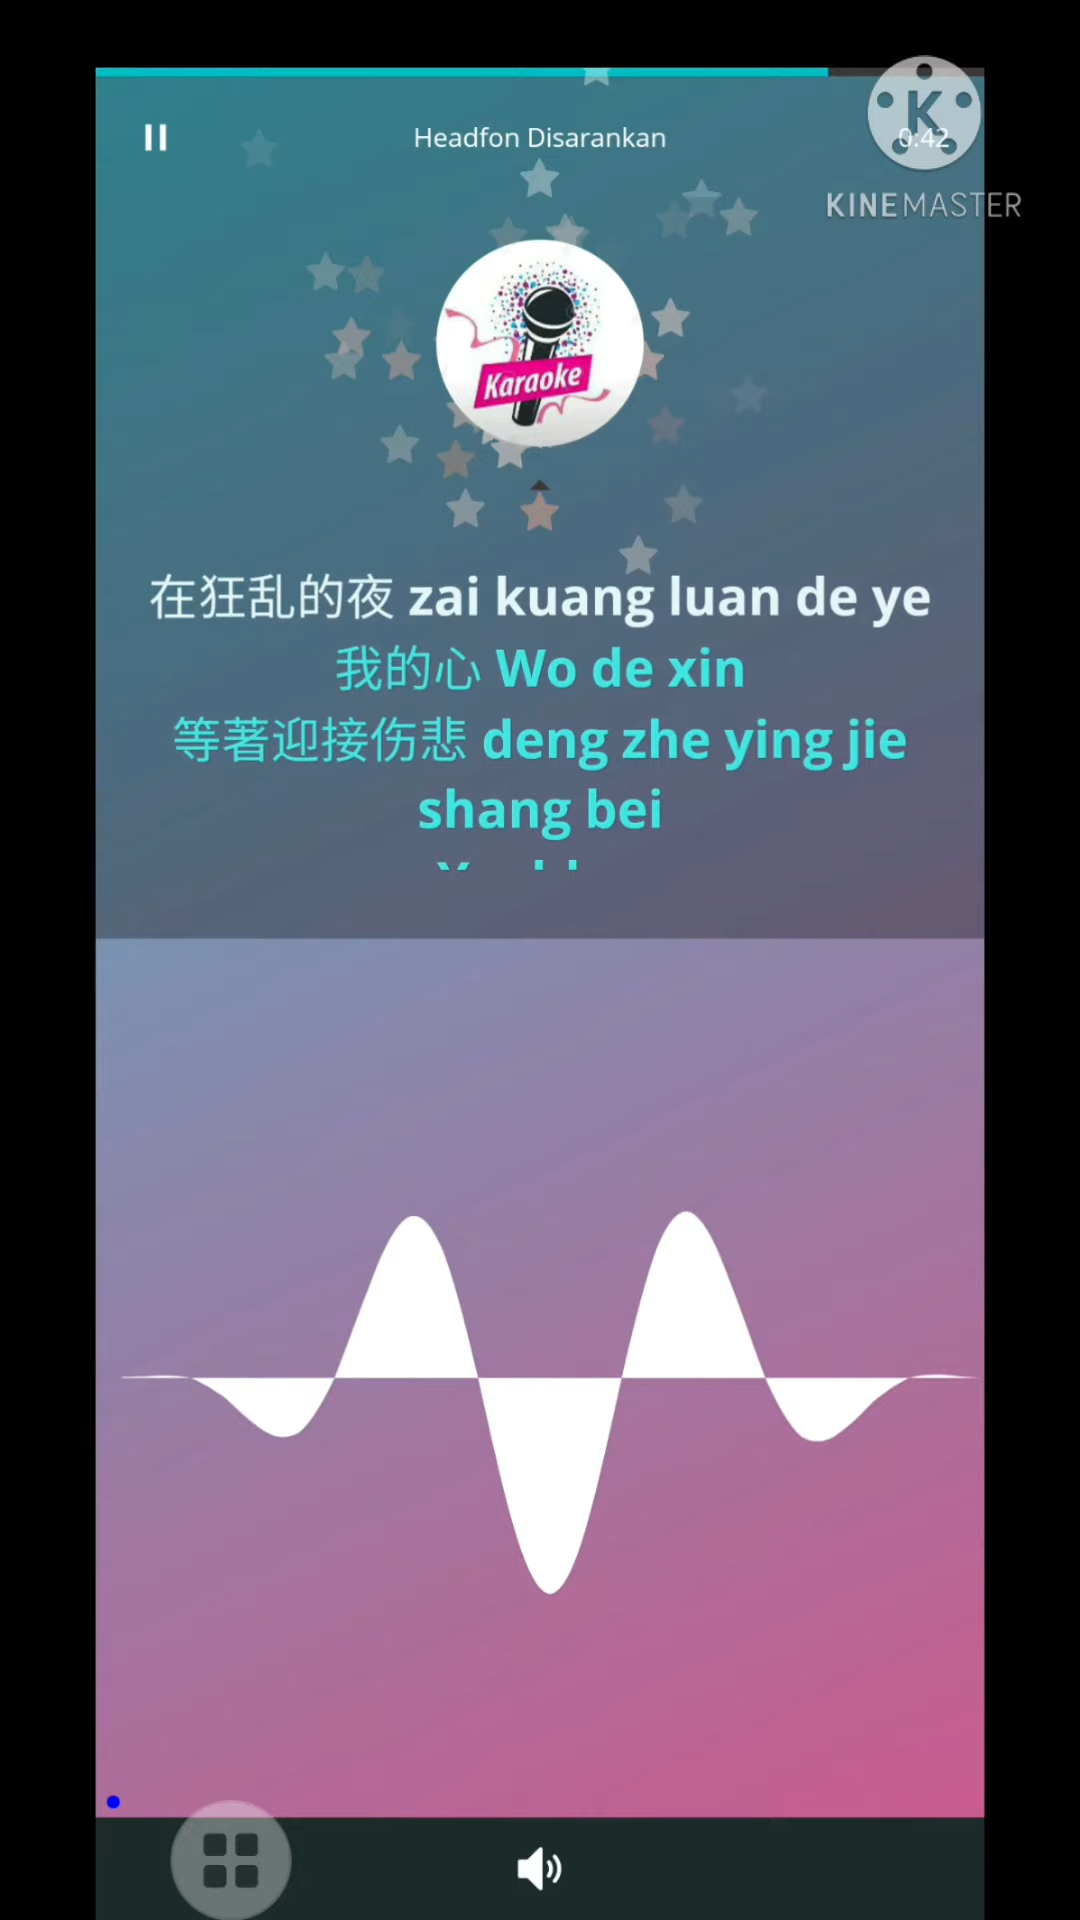 Headfon Disarankan
0:42
KINEMASTER
Karaoke
在狂乱的夜 zai kuang luan de ye
我的心 Wo de xin
等著迎接伤悲 deng zhe ying jie
shang bei